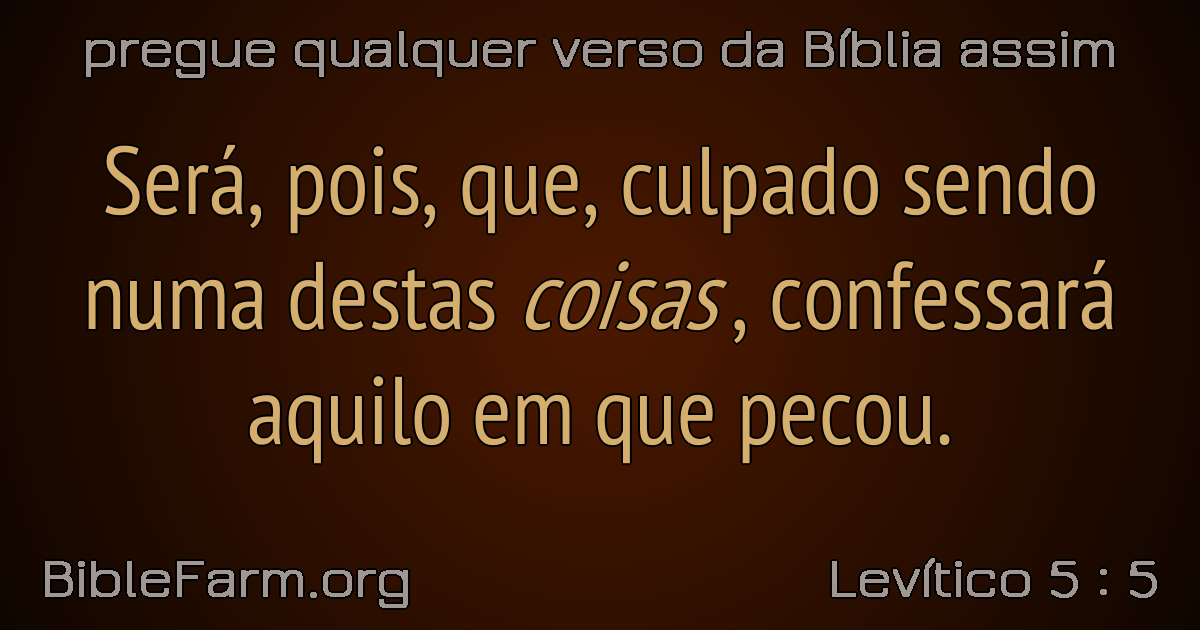 pregue qualquer verso da Bíblia assim
Será, pois, que, culpado sendo
numa destas coisas , confessará
aquilo em que pecou.
BibleFarm.org
Levítico 5 : 5